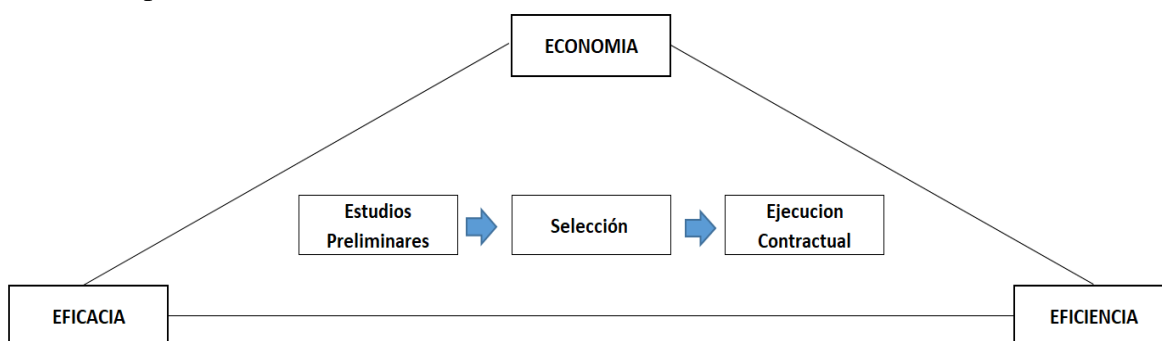 ECONOMIA
Estudios
Preliminares
Selección
Ejecucion
Contractual
EFICACIA
EFICIENCIA